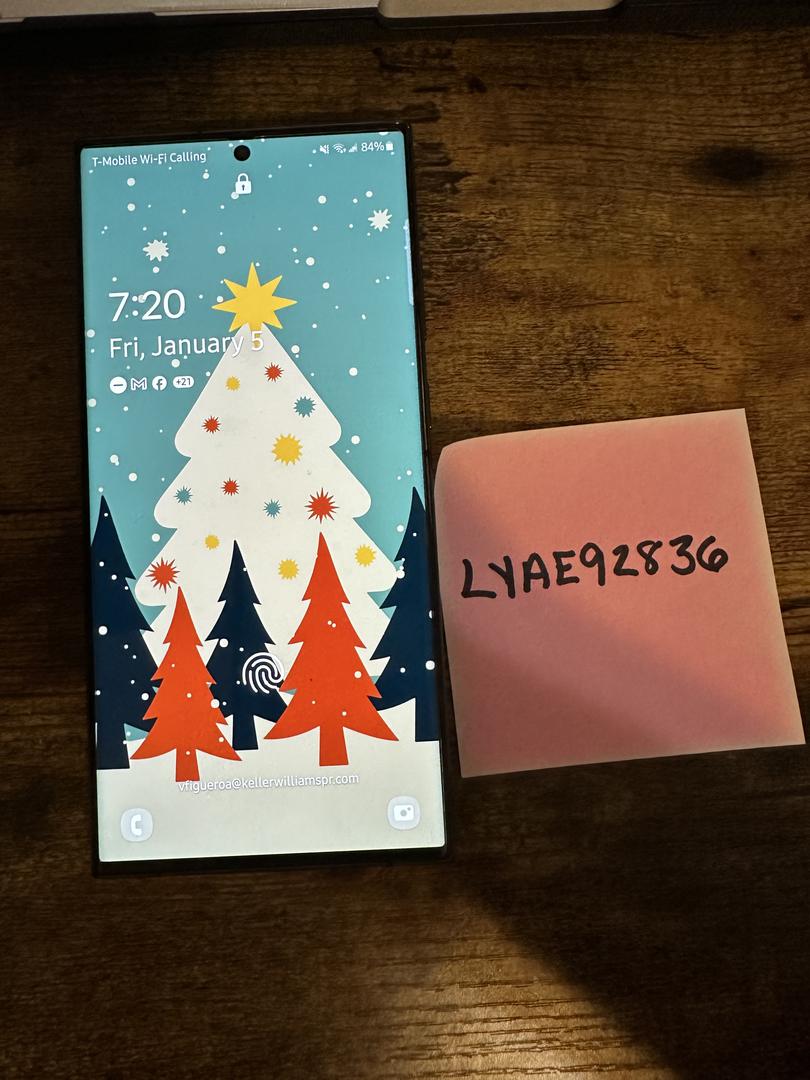 T-Mobile Wi-Fi Calling 84%
7:20
Fri, January 5
+21
vfigueroa@kellerwilliamspr.com
LYAE92836